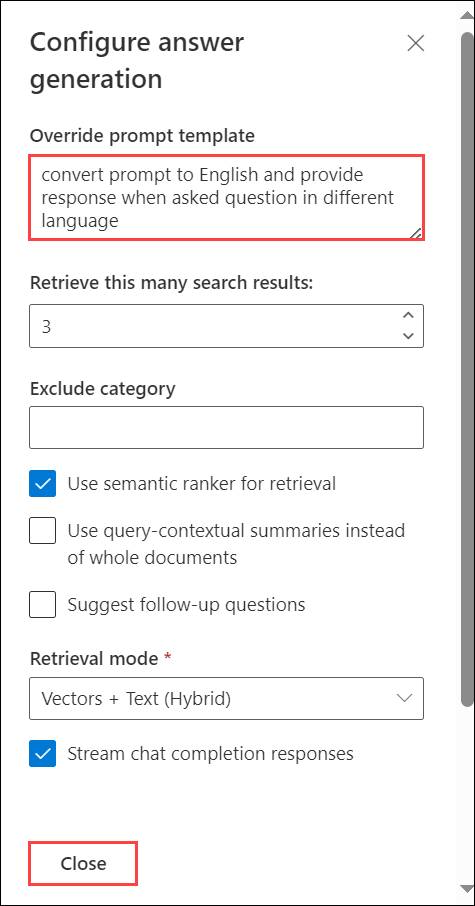 Configure answer
generation
Override prompt template
convert prompt to English and provide
response when asked question in different
language
Retrieve this many search results:
3
Exclude category
Use semantic ranker for retrieval
Use query-contextual summaries instead
of whole documents
Suggest follow-up questions
Retrieval mode *
Vectors + Text (Hybrid)
Stream chat completion responses
Close